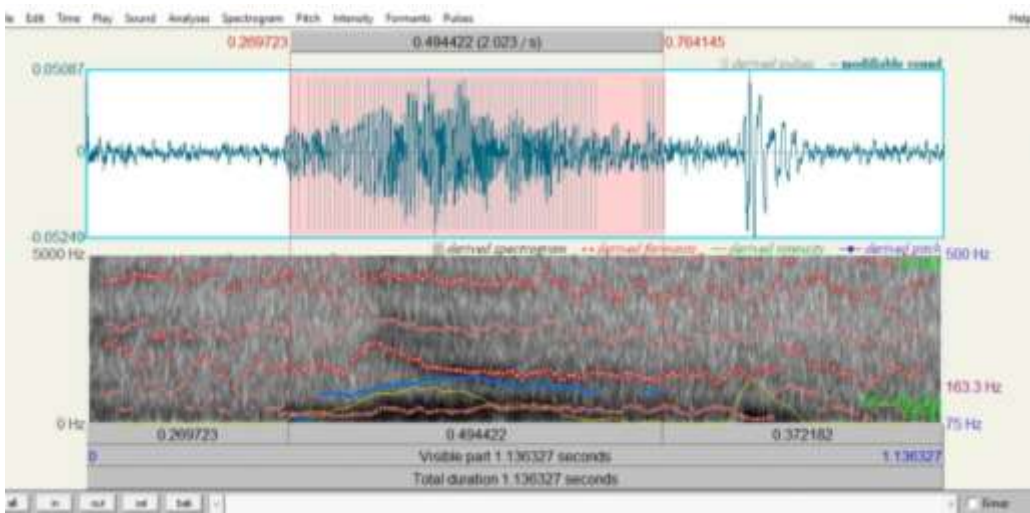 Edit Time Play Sound Analyses Spectrogram Pitch Intensity Formants Pulses Help
0.269723 0.494422 (2.023 / s) 0.764145
derived pulses modifiable sound
0.05087
0
-0.05249
derived spectrogram derived formants derived intensity derived pitch
5000 Hz 500 Hz
163.3 Hz
0 Hz 75 Hz
0.269723 0.494422 0.372182
0 Visible part 1.136327 seconds 1.136327
Total duration 1.136327 seconds
all in out sel bak Group